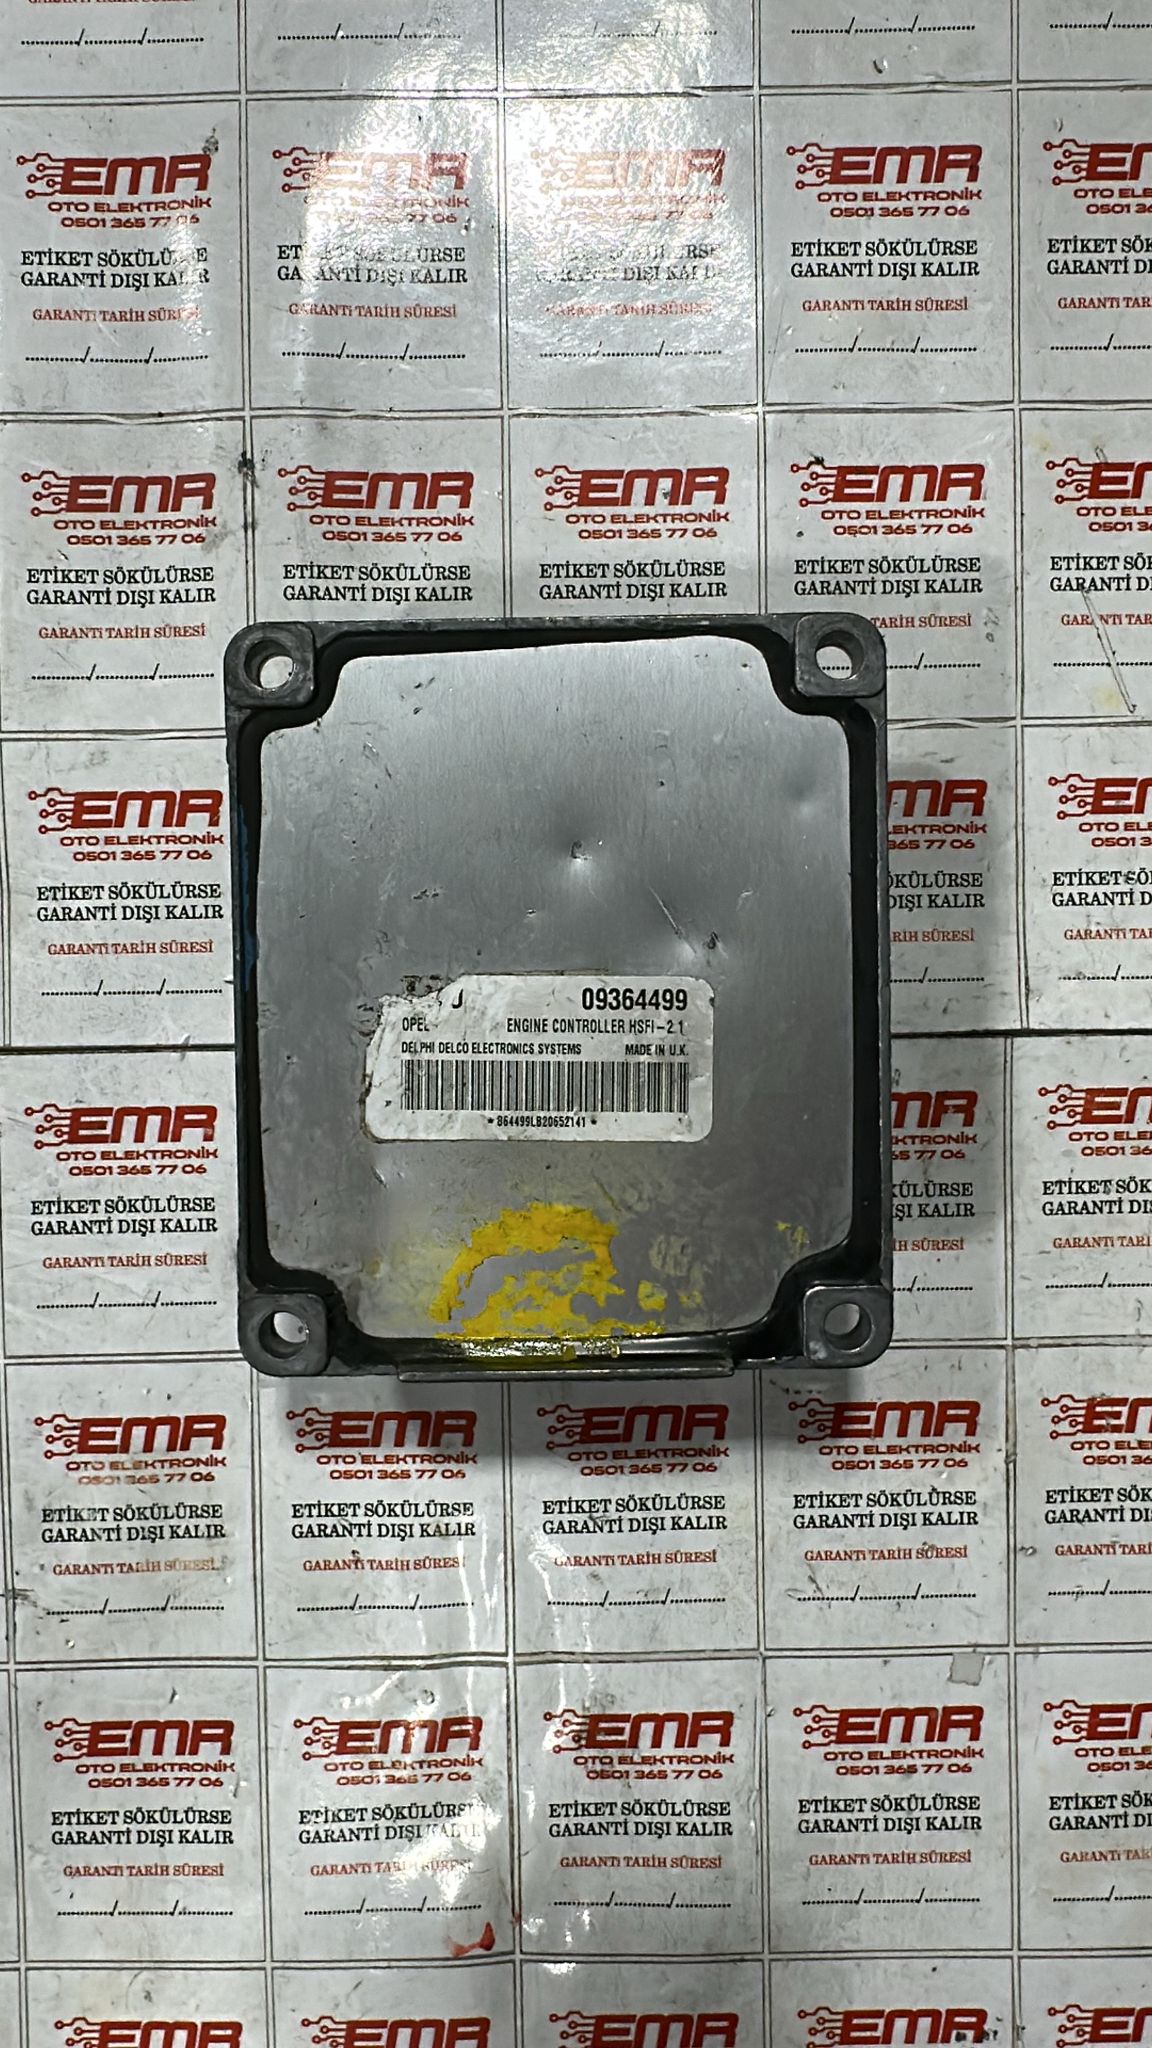 EMR
OTO ELEKTRONİK
0501 365 77 06
ETİKET SÖKÜLÜRSE
GARANTİ DIŞI KALIR
GARANTİ TARİH SÜRESİ
............/............/............
J 09364499
OPEL ENGINE CONTROLLER HSFI-2.1
DELPHI DELCO ELECTRONICS SYSTEMS MADE IN U.K.
*864499LB20652141*